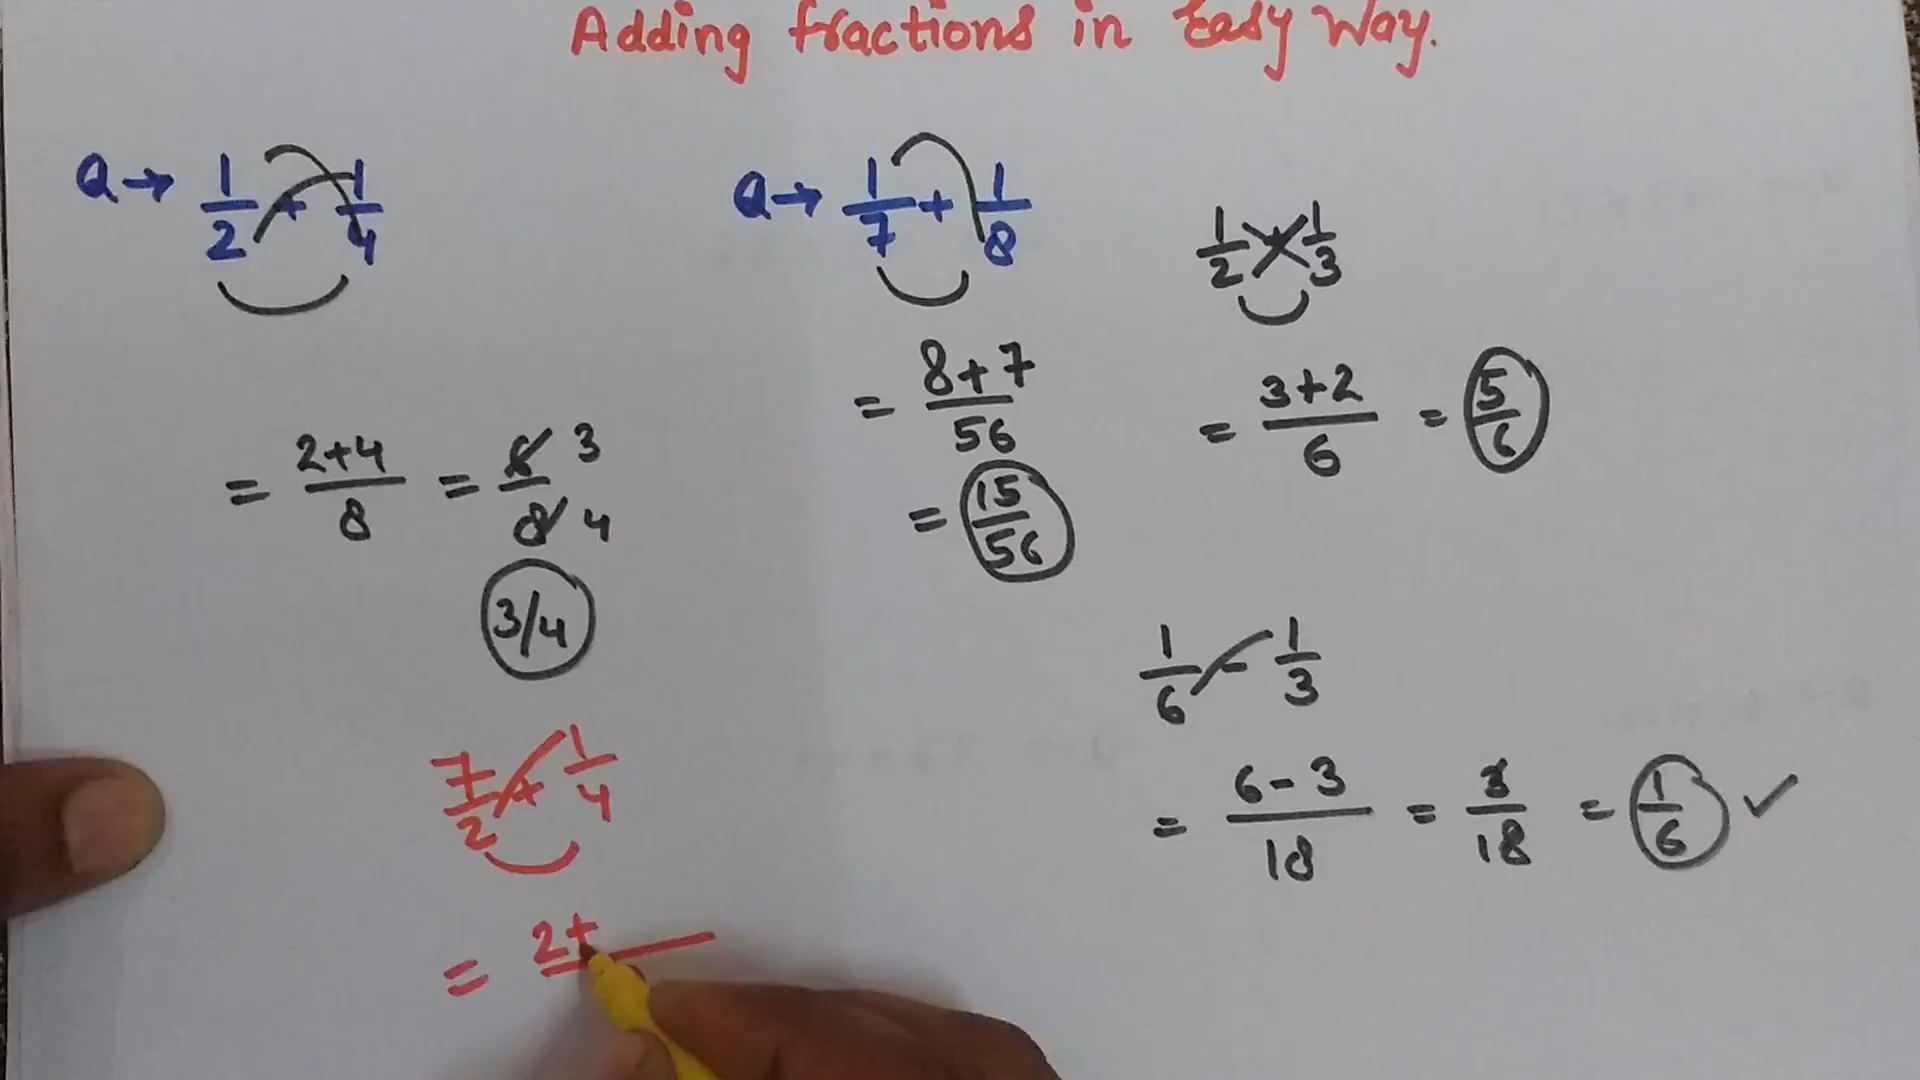 Adding fractions in Easy Way.
Q → 1/2 + 1/4
= 2+4/8 = 6/8 3 4
3/4
Q → 1/7 + 1/8
= 8+7/56
= 15/56
1/2 + 1/3
= 3+2/6 = 5/6
1/6 - 1/3
= 6-3/18 = 3/18 = 1/6 ✓
7/2 + 1/4
= 2+